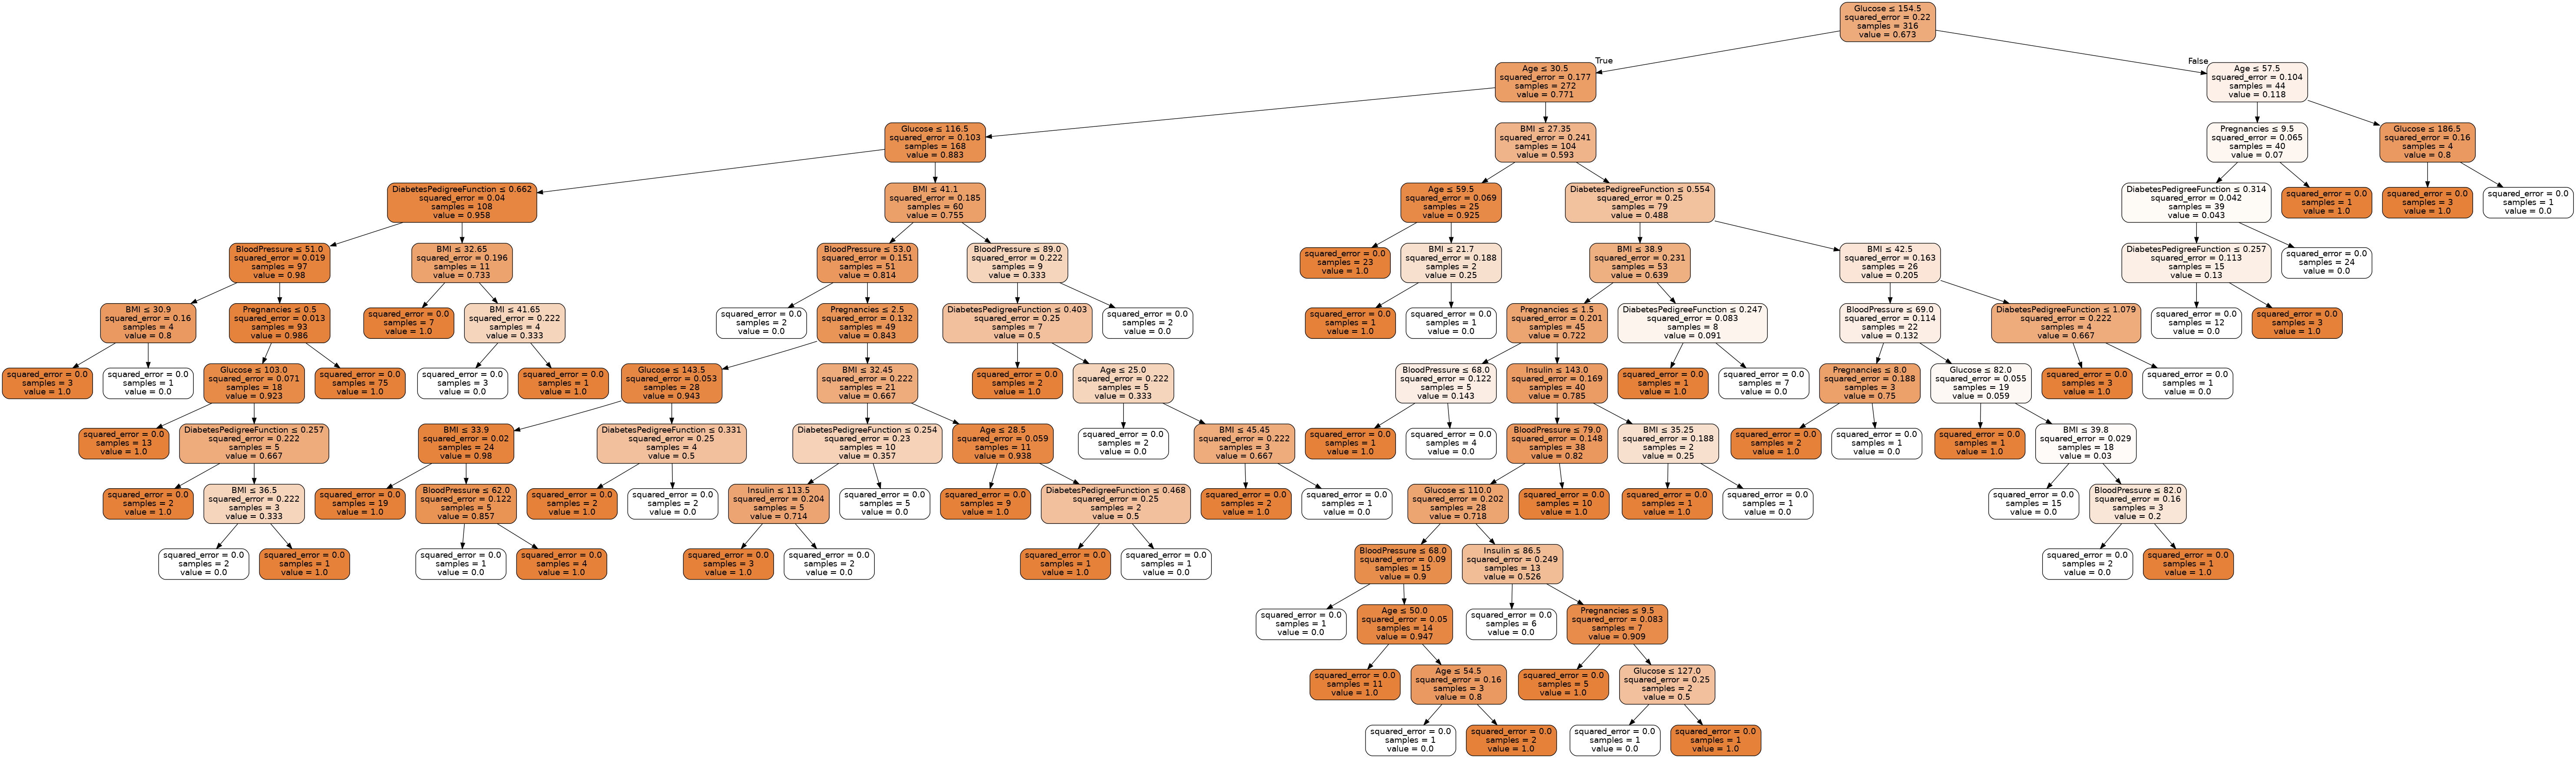 Glucose ≤ 154.5
squared_error = 0.22
samples = 316
value = 0.673
True
False
Age ≤ 30.5
squared_error = 0.177
samples = 272
value = 0.771
Age ≤ 57.5
squared_error = 0.104
samples = 44
value = 0.118
Glucose ≤ 116.5
squared_error = 0.103
samples = 168
value = 0.883
BMI ≤ 27.35
squared_error = 0.241
samples = 104
value = 0.593
Pregnancies ≤ 9.5
squared_error = 0.065
samples = 40
value = 0.07
Glucose ≤ 186.5
squared_error = 0.16
samples = 4
value = 0.8
DiabetesPedigreeFunction ≤ 0.662
squared_error = 0.04
samples = 108
value = 0.958
BMI ≤ 41.1
squared_error = 0.185
samples = 60
value = 0.755
Age ≤ 59.5
squared_error = 0.069
samples = 25
value = 0.925
DiabetesPedigreeFunction ≤ 0.554
squared_error = 0.25
samples = 79
value = 0.488
DiabetesPedigreeFunction ≤ 0.314
squared_error = 0.042
samples = 39
value = 0.043
squared_error = 0.0
samples = 1
value = 1.0
squared_error = 0.0
samples = 3
value = 1.0
squared_error = 0.0
samples = 1
value = 0.0
BloodPressure ≤ 51.0
squared_error = 0.019
samples = 97
value = 0.98
BMI ≤ 32.65
squared_error = 0.196
samples = 11
value = 0.733
BloodPressure ≤ 53.0
squared_error = 0.151
samples = 51
value = 0.814
BloodPressure ≤ 89.0
squared_error = 0.222
samples = 9
value = 0.333
squared_error = 0.0
samples = 23
value = 1.0
BMI ≤ 21.7
squared_error = 0.188
samples = 2
value = 0.25
BMI ≤ 38.9
squared_error = 0.231
samples = 53
value = 0.639
BMI ≤ 42.5
squared_error = 0.163
samples = 26
value = 0.205
DiabetesPedigreeFunction ≤ 0.257
squared_error = 0.113
samples = 15
value = 0.13
squared_error = 0.0
samples = 24
value = 0.0
BMI ≤ 30.9
squared_error = 0.16
samples = 4
value = 0.8
Pregnancies ≤ 0.5
squared_error = 0.013
samples = 93
value = 0.986
squared_error = 0.0
samples = 7
value = 1.0
BMI ≤ 41.65
squared_error = 0.222
samples = 4
value = 0.333
squared_error = 0.0
samples = 2
value = 0.0
Pregnancies ≤ 2.5
squared_error = 0.132
samples = 49
value = 0.843
DiabetesPedigreeFunction ≤ 0.403
squared_error = 0.25
samples = 7
value = 0.5
squared_error = 0.0
samples = 2
value = 0.0
squared_error = 0.0
samples = 1
value = 1.0
squared_error = 0.0
samples = 1
value = 0.0
Pregnancies ≤ 1.5
squared_error = 0.201
samples = 45
value = 0.722
DiabetesPedigreeFunction ≤ 0.247
squared_error = 0.083
samples = 8
value = 0.091
BloodPressure ≤ 69.0
squared_error = 0.114
samples = 22
value = 0.132
DiabetesPedigreeFunction ≤ 1.079
squared_error = 0.222
samples = 4
value = 0.667
squared_error = 0.0
samples = 12
value = 0.0
squared_error = 0.0
samples = 3
value = 1.0
squared_error = 0.0
samples = 3
value = 1.0
squared_error = 0.0
samples = 1
value = 0.0
Glucose ≤ 103.0
squared_error = 0.071
samples = 18
value = 0.923
squared_error = 0.0
samples = 75
value = 1.0
squared_error = 0.0
samples = 3
value = 0.0
squared_error = 0.0
samples = 1
value = 1.0
Glucose ≤ 143.5
squared_error = 0.053
samples = 28
value = 0.943
BMI ≤ 32.45
squared_error = 0.222
samples = 21
value = 0.667
squared_error = 0.0
samples = 2
value = 1.0
Age ≤ 25.0
squared_error = 0.222
samples = 5
value = 0.333
BloodPressure ≤ 68.0
squared_error = 0.122
samples = 5
value = 0.143
Insulin ≤ 143.0
squared_error = 0.169
samples = 40
value = 0.785
squared_error = 0.0
samples = 1
value = 1.0
squared_error = 0.0
samples = 7
value = 0.0
Pregnancies ≤ 8.0
squared_error = 0.188
samples = 3
value = 0.75
Glucose ≤ 82.0
squared_error = 0.055
samples = 19
value = 0.059
squared_error = 0.0
samples = 3
value = 1.0
squared_error = 0.0
samples = 1
value = 0.0
squared_error = 0.0
samples = 13
value = 1.0
DiabetesPedigreeFunction ≤ 0.257
squared_error = 0.222
samples = 5
value = 0.667
BMI ≤ 33.9
squared_error = 0.02
samples = 24
value = 0.98
DiabetesPedigreeFunction ≤ 0.331
squared_error = 0.25
samples = 4
value = 0.5
DiabetesPedigreeFunction ≤ 0.254
squared_error = 0.23
samples = 10
value = 0.357
Age ≤ 28.5
squared_error = 0.059
samples = 11
value = 0.938
squared_error = 0.0
samples = 2
value = 0.0
BMI ≤ 45.45
squared_error = 0.222
samples = 3
value = 0.667
squared_error = 0.0
samples = 1
value = 1.0
squared_error = 0.0
samples = 4
value = 0.0
BloodPressure ≤ 79.0
squared_error = 0.148
samples = 38
value = 0.82
BMI ≤ 35.25
squared_error = 0.188
samples = 2
value = 0.25
squared_error = 0.0
samples = 2
value = 1.0
squared_error = 0.0
samples = 1
value = 0.0
squared_error = 0.0
samples = 1
value = 1.0
BMI ≤ 39.8
squared_error = 0.029
samples = 18
value = 0.03
squared_error = 0.0
samples = 2
value = 1.0
BMI ≤ 36.5
squared_error = 0.222
samples = 3
value = 0.333
squared_error = 0.0
samples = 19
value = 1.0
BloodPressure ≤ 62.0
squared_error = 0.122
samples = 5
value = 0.857
squared_error = 0.0
samples = 2
value = 1.0
squared_error = 0.0
samples = 2
value = 0.0
Insulin ≤ 113.5
squared_error = 0.204
samples = 5
value = 0.714
squared_error = 0.0
samples = 5
value = 0.0
squared_error = 0.0
samples = 9
value = 1.0
DiabetesPedigreeFunction ≤ 0.468
squared_error = 0.25
samples = 2
value = 0.5
squared_error = 0.0
samples = 2
value = 1.0
squared_error = 0.0
samples = 1
value = 0.0
Glucose ≤ 110.0
squared_error = 0.202
samples = 28
value = 0.718
squared_error = 0.0
samples = 10
value = 1.0
squared_error = 0.0
samples = 1
value = 1.0
squared_error = 0.0
samples = 1
value = 0.0
squared_error = 0.0
samples = 15
value = 0.0
BloodPressure ≤ 82.0
squared_error = 0.16
samples = 3
value = 0.2
squared_error = 0.0
samples = 2
value = 0.0
squared_error = 0.0
samples = 1
value = 1.0
squared_error = 0.0
samples = 1
value = 0.0
squared_error = 0.0
samples = 4
value = 1.0
squared_error = 0.0
samples = 3
value = 1.0
squared_error = 0.0
samples = 2
value = 0.0
squared_error = 0.0
samples = 1
value = 1.0
squared_error = 0.0
samples = 1
value = 0.0
BloodPressure ≤ 68.0
squared_error = 0.09
samples = 15
value = 0.9
Insulin ≤ 86.5
squared_error = 0.249
samples = 13
value = 0.526
squared_error = 0.0
samples = 2
value = 0.0
squared_error = 0.0
samples = 1
value = 1.0
squared_error = 0.0
samples = 1
value = 0.0
Age ≤ 50.0
squared_error = 0.05
samples = 14
value = 0.947
squared_error = 0.0
samples = 6
value = 0.0
Pregnancies ≤ 9.5
squared_error = 0.083
samples = 7
value = 0.909
squared_error = 0.0
samples = 11
value = 1.0
Age ≤ 54.5
squared_error = 0.16
samples = 3
value = 0.8
squared_error = 0.0
samples = 5
value = 1.0
Glucose ≤ 127.0
squared_error = 0.25
samples = 2
value = 0.5
squared_error = 0.0
samples = 1
value = 0.0
squared_error = 0.0
samples = 2
value = 1.0
squared_error = 0.0
samples = 1
value = 0.0
squared_error = 0.0
samples = 1
value = 1.0